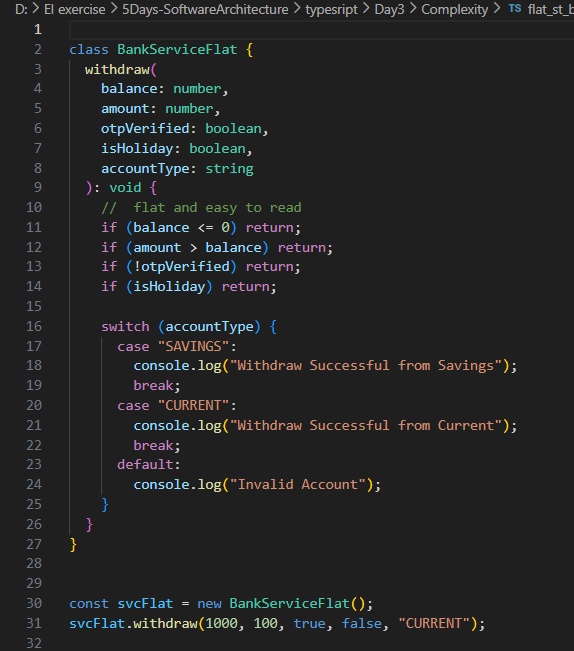 D: > EI exercise > 5Days-SoftwareArchitecture > typesript > Day3 > Complexity > TS flat_st_b
1
2 class BankServiceFlat {
3   withdraw(
4     balance: number,
5     amount: number,
6     otpVerified: boolean,
7     isHoliday: boolean,
8     accountType: string
9   ): void {
10     //  flat and easy to read
11     if (balance <= 0) return;
12     if (amount > balance) return;
13     if (!otpVerified) return;
14     if (isHoliday) return;
15
16     switch (accountType) {
17       case "SAVINGS":
18         console.log("Withdraw Successful from Savings");
19         break;
20       case "CURRENT":
21         console.log("Withdraw Successful from Current");
22         break;
23       default:
24         console.log("Invalid Account");
25     }
26   }
27 }
28
29
30 const svcFlat = new BankServiceFlat();
31 svcFlat.withdraw(1000, 100, true, false, "CURRENT");
32